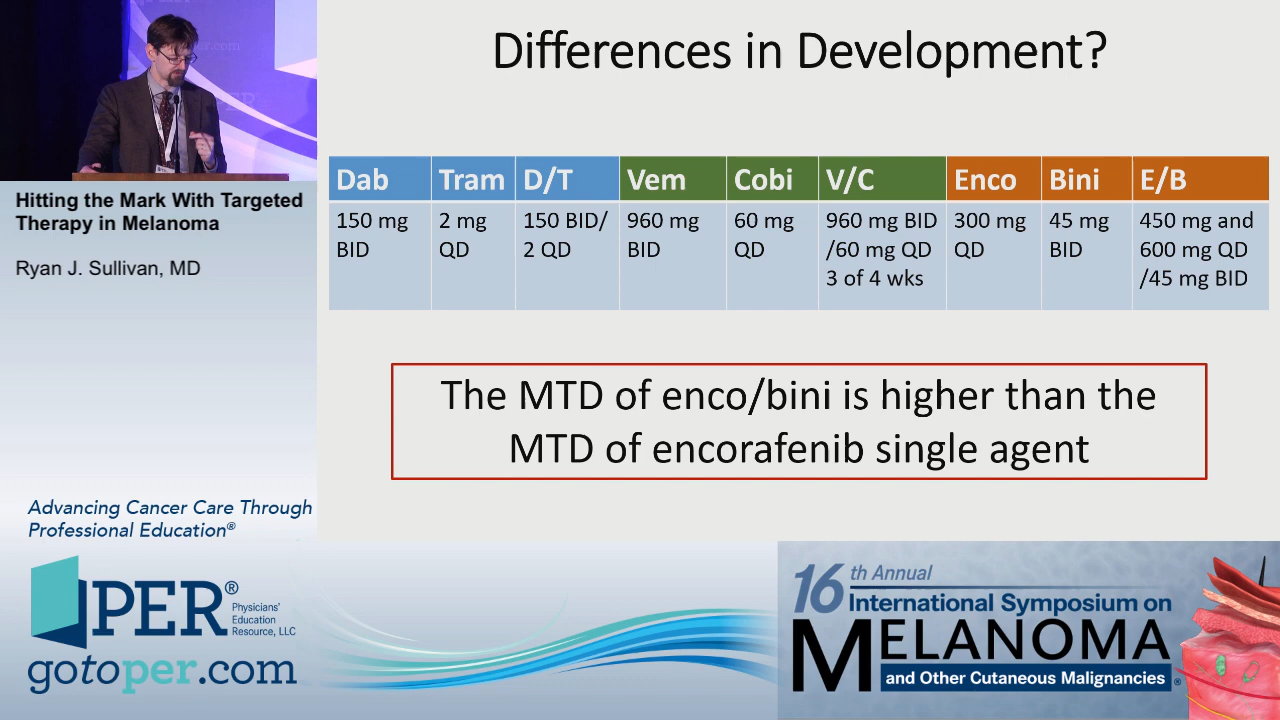 Differences in Development?
Dab Tram D/T Vem Cobi V/C Enco Bini E/B
150 mg BID
2 mg QD
150 BID/ 2 QD
960 mg BID
60 mg QD
960 mg BID /60 mg QD 3 of 4 wks
300 mg QD
45 mg BID
450 mg and 600 mg QD /45 mg BID
The MTD of enco/bini is higher than the
MTD of encorafenib single agent
Hitting the Mark With Targeted
Therapy in Melanoma
Ryan J. Sullivan, MD
Advancing Cancer Care Through
Professional Education®
PER®
Physicians'
Education
Resource, LLC
gotoper.com
16th Annual
International Symposium on
MELANOMA
and Other Cutaneous Malignancies®